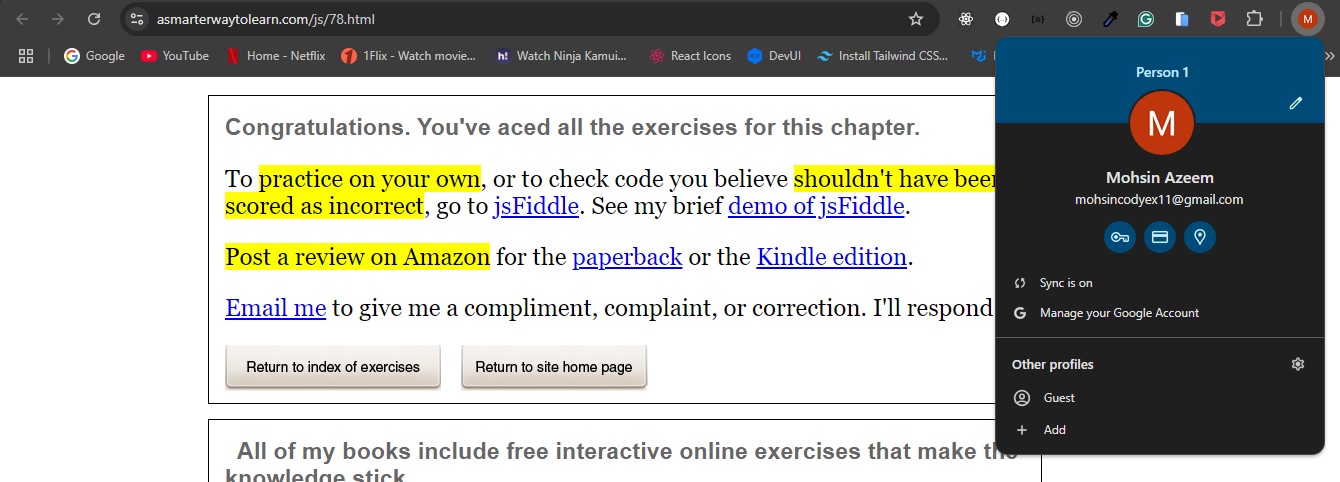 asmarterwaytolearn.com/js/78.html
M
Google
YouTube
Home - Netflix
1Flix - Watch movie...
Watch Ninja Kamui...
React Icons
DevUI
Install Tailwind CSS...
»
Congratulations. You've aced all the exercises for this chapter.
To practice on your own, or to check code you believe shouldn't have been
scored as incorrect, go to jsFiddle. See my brief demo of jsFiddle.
Post a review on Amazon for the paperback or the Kindle edition.
Email me to give me a compliment, complaint, or correction. I'll respond
Return to index of exercises
Return to site home page
All of my books include free interactive online exercises that make the
knowledge stick
Person 1
M
Mohsin Azeem
mohsincodyex11@gmail.com
Sync is on
Manage your Google Account
Other profiles
Guest
Add